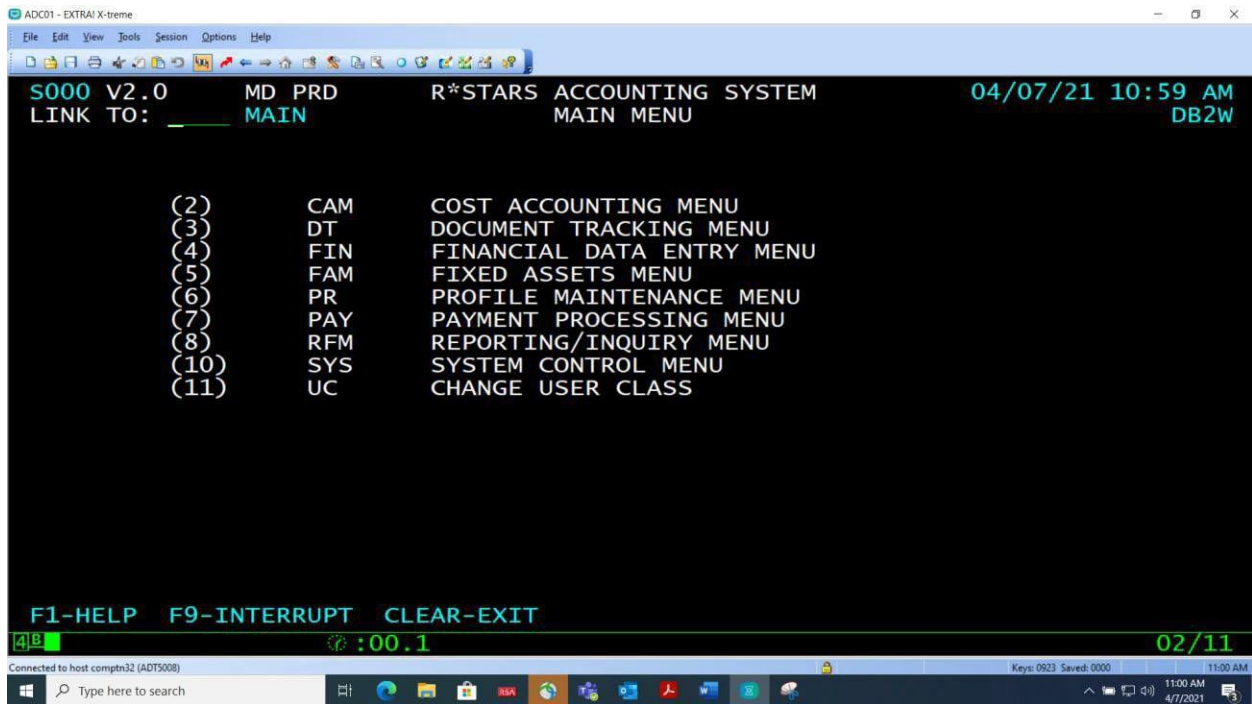 ADC01 - EXTRA! X-treme
File Edit View Tools Session Options Help
S000 V2.0 MD PRD R*STARS ACCOUNTING SYSTEM 04/07/21 10:59 AM
LINK TO: _____ MAIN MAIN MENU DB2W
(2) CAM COST ACCOUNTING MENU
(3) DT DOCUMENT TRACKING MENU
(4) FIN FINANCIAL DATA ENTRY MENU
(5) FAM FIXED ASSETS MENU
(6) PR PROFILE MAINTENANCE MENU
(7) PAY PAYMENT PROCESSING MENU
(8) RFM REPORTING/INQUIRY MENU
(10) SYS SYSTEM CONTROL MENU
(11) UC CHANGE USER CLASS
F1-HELP F9-INTERRUPT CLEAR-EXIT
4 B :00.1 02/11
Connected to host comptn32 (ADT5008) Keys: 0923 Saved: 0000 11:00 AM
Type here to search RSA 11:00 AM
4/7/2021 3